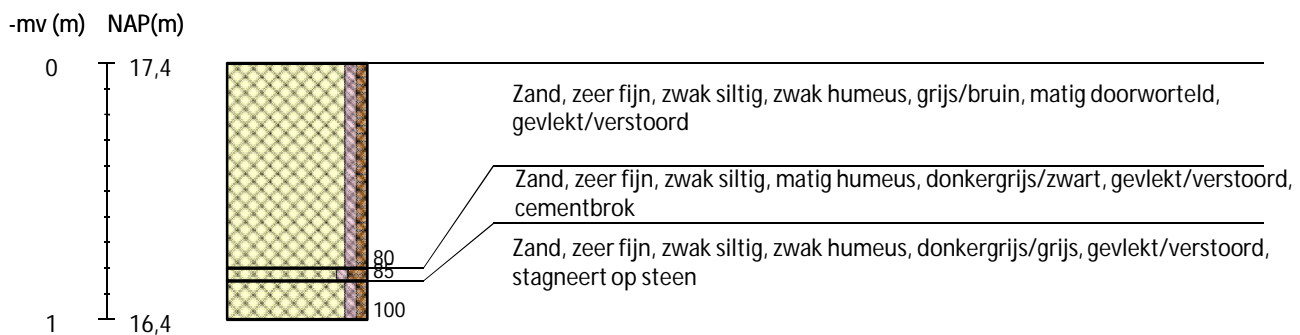 -mv (m) NAP(m)
0 17,4
Zand, zeer fijn, zwak siltig, zwak humeus, grijs/bruin, matig doorworteld,
gevlekt/verstoord
Zand, zeer fijn, zwak siltig, matig humeus, donkergrijs/zwart, gevlekt/verstoord,
cementbrok
80
85
Zand, zeer fijn, zwak siltig, zwak humeus, donkergrijs/grijs, gevlekt/verstoord,
stagneert op steen
100
1 16,4